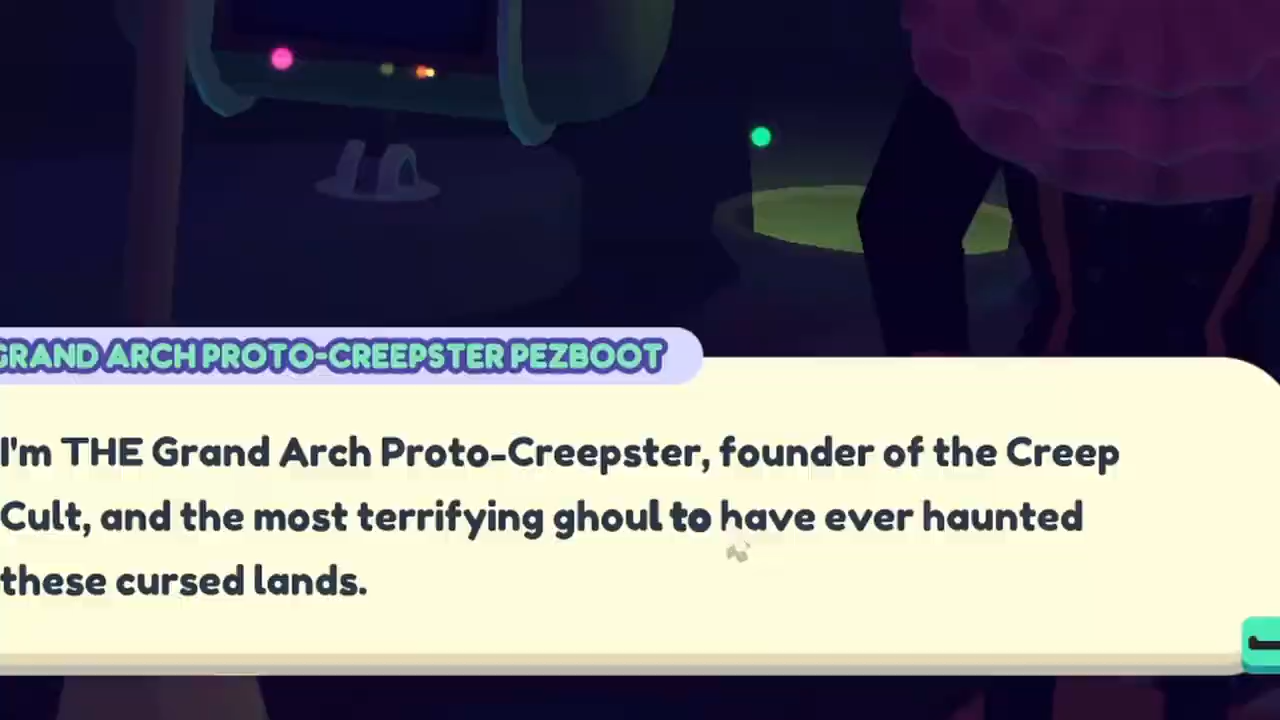 GRAND ARCH PROTO-CREEPSTER PEZBOOT
I'm THE Grand Arch Proto-Creepster, founder of the Creep
Cult, and the most terrifying ghoul to have ever haunted
these cursed lands.